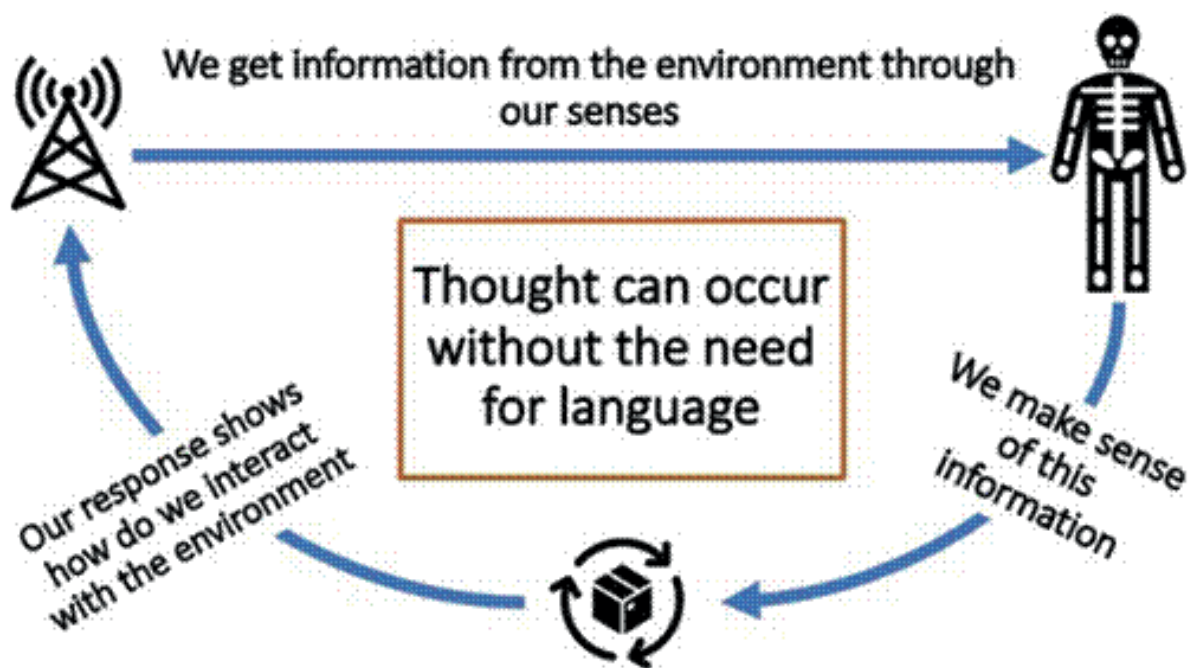 We get information from the environment through
our senses
Thought can occur
without the need
for language
We make sense
of this
information
Our response shows
how do we interact
with the environment